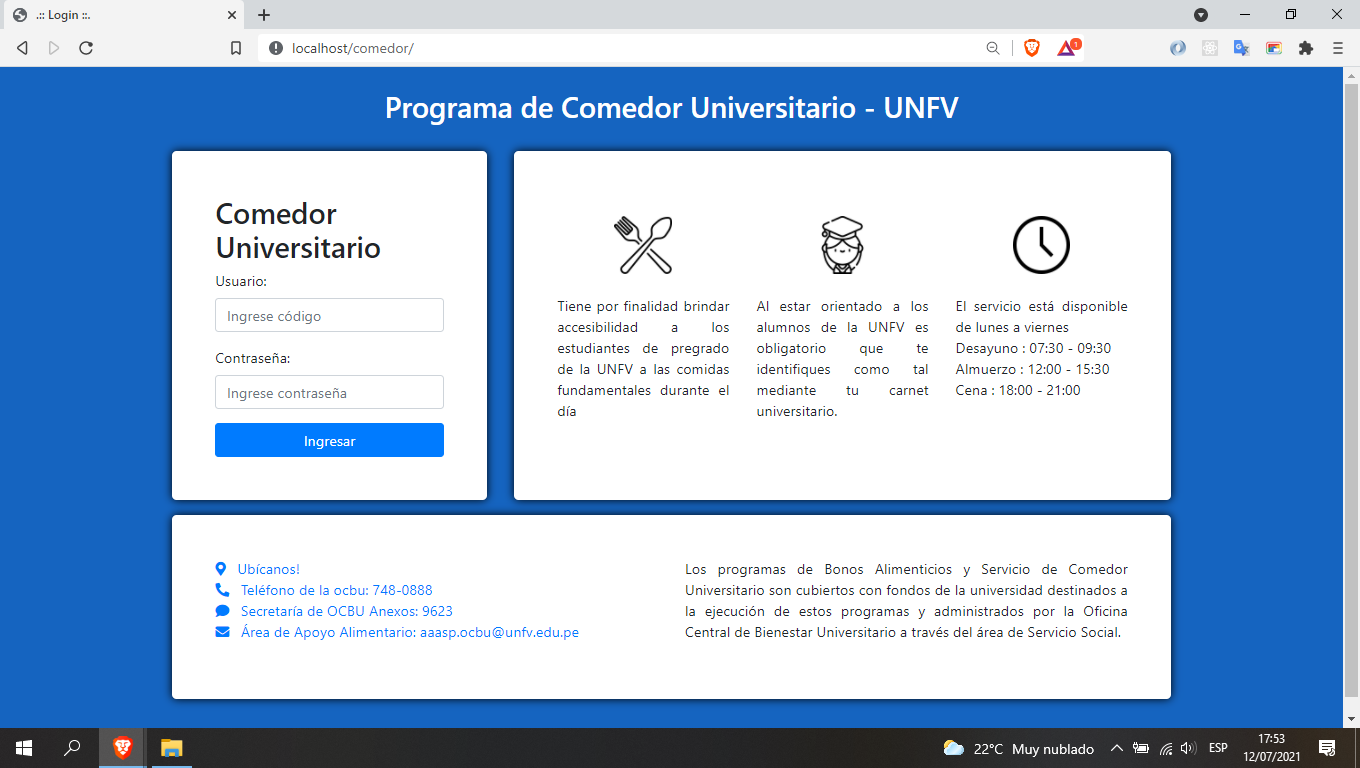 .:: Login ::.
localhost/comedor/
1
Programa de Comedor Universitario - UNFV
Comedor
Universitario
Usuario:
Ingrese código
Contraseña:
Ingrese contraseña
Ingresar
Tiene por finalidad brindar
accesibilidad a los
estudiantes de pregrado
de la UNFV a las comidas
fundamentales durante el
día
Al estar orientado a los
alumnos de la UNFV es
obligatorio que te
identifiques como tal
mediante tu carnet
universitario.
El servicio está disponible
de lunes a viernes
Desayuno : 07:30 - 09:30
Almuerzo : 12:00 - 15:30
Cena : 18:00 - 21:00
Ubícanos!
Teléfono de la ocbu: 748-0888
Secretaría de OCBU Anexos: 9623
Área de Apoyo Alimentario: aaasp.ocbu@unfv.edu.pe
Los programas de Bonos Alimenticios y Servicio de Comedor
Universitario son cubiertos con fondos de la universidad destinados a
la ejecución de estos programas y administrados por la Oficina
Central de Bienestar Universitario a través del área de Servicio Social.
22°C Muy nublado
ESP
17:53
12/07/2021